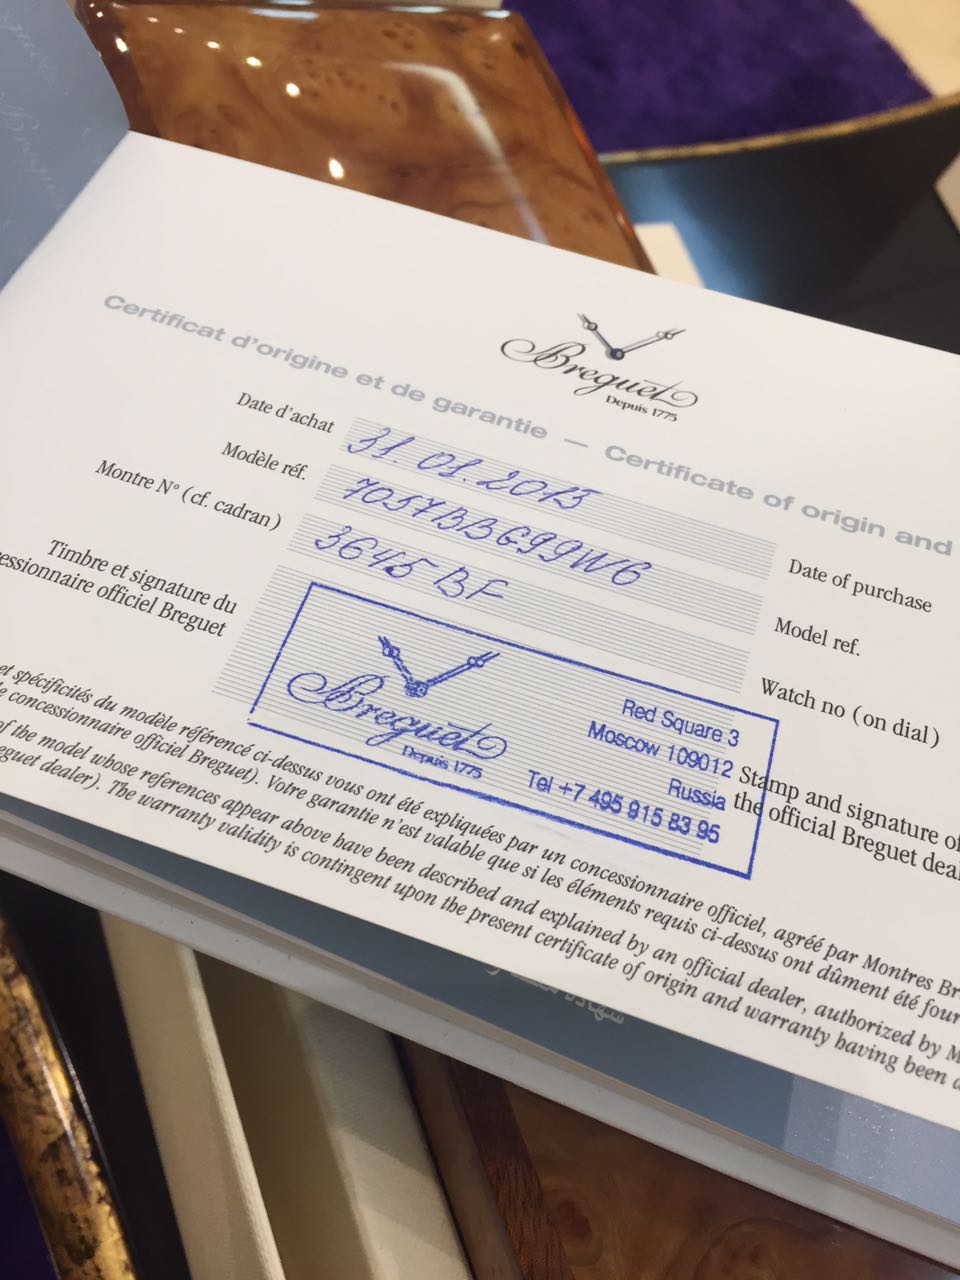 Breguet
Depuis 1775
Certificat d'origine et de garantie — Certificate of origin and
Date d'achat 31.01.2015 Date of purchase
Modèle réf. 7057BBG99W6 Model ref.
Montre N° (cf. cadran) 3645 BF Watch no (on dial)
Timbre et signature du
concessionnaire officiel Breguet
Breguet
Depuis 1775
Red Square 3
Moscow 109012
Russia
Tel +7 495 915 83 95
Stamp and signature of
the official Breguet deal
et spécificités du modèle référencé ci-dessus vous ont été expliquées par un concessionnaire officiel, agréé par Montres Br
le concessionnaire officiel Breguet). Votre garantie n'est valable que si les éléments requis ci-dessus ont dûment été four
of the model whose references appear above have been described and explained by an official dealer, authorized by M
eguet dealer). The warranty validity is contingent upon the present certificate of origin and warranty having been d